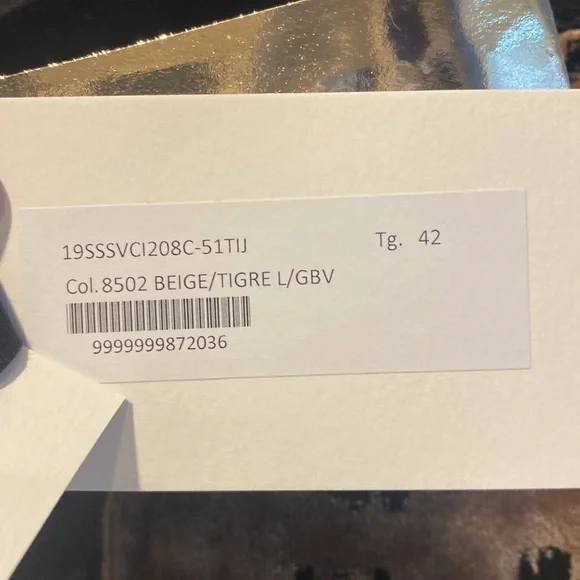 19SSSVCI208C-51TIJ Tg. 42
Col.8502 BEIGE/TIGRE L/GBV
9999999872036